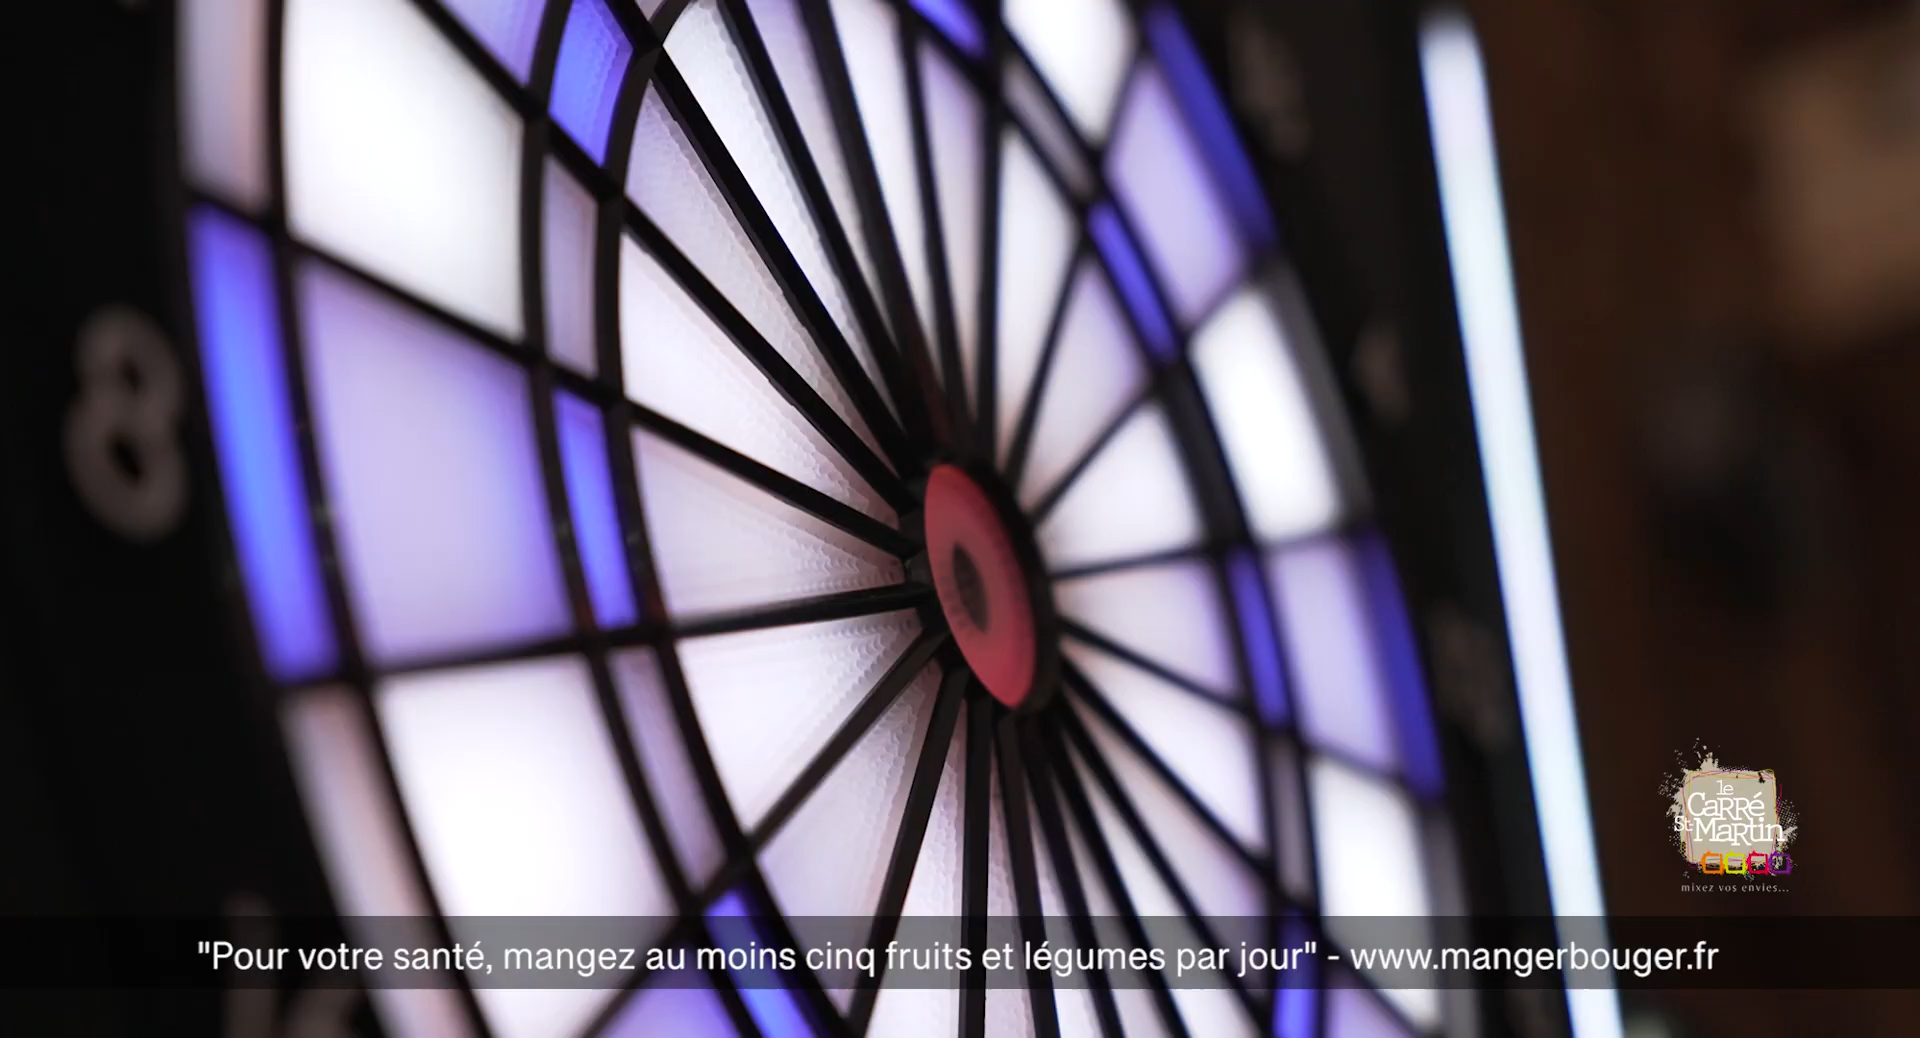 8
le
Carré
St Martin
mixez vos envies...
"Pour votre santé, mangez au moins cinq fruits et légumes par jour" - www.mangerbouger.fr